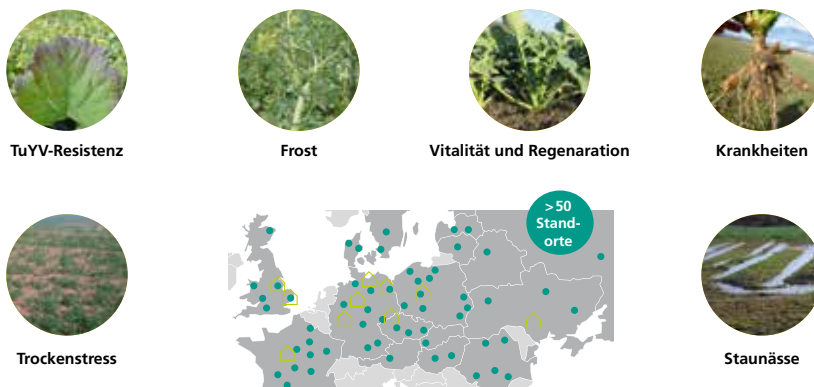 TuYV-Resistenz
Frost
Vitalität und Regenaration
Krankheiten
>50
Stand-
orte
Trockenstress
Staunässe